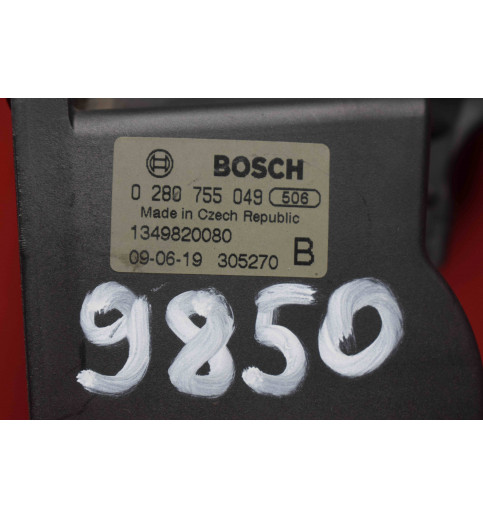 BOSCH
0 280 755 049 506
Made in Czech Republic
1349820080
09-06-19 305270 B
9850